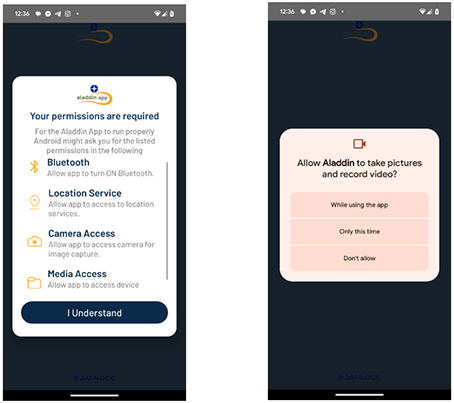 12:36
aladdin app
Your permissions are required
For the Aladdin App to run properly
Android might ask you for the listed
permissions in the following
Bluetooth
Allow app to turn ON Bluetooth.
Location Service
Allow app to access to location
services.
Camera Access
Allow app to access camera for
image capture.
Media Access
Allow app to access device
I Understand
DATALOGIC
12:36
Allow Aladdin to take pictures
and record video?
While using the app
Only this time
Don't allow
DATALOGIC